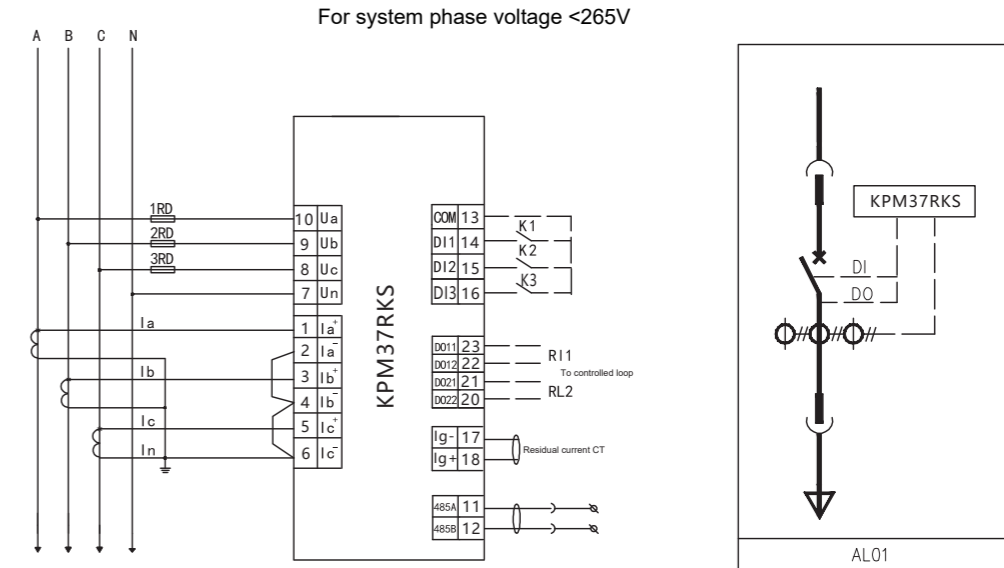 For system phase voltage <265V
A B C N
1RD
2RD
3RD
10 Ua
9 Ub
8 Uc
7 Un
Ia
1 Ia+
2 Ia-
Ib
3 Ib+
4 Ib-
Ic
5 Ic+
In
6 Ic-
KPM37RKS
COM 13
K1
DI1 14
K2
DI2 15
K3
DI3 16
DO11 23
RI1
DO12 22
To controlled loop
DO21 21
RL2
DO22 20
Ig- 17
Residual current CT
Ig+ 18
485A 11
485B 12
KPM37RKS
DI
DO
AL01